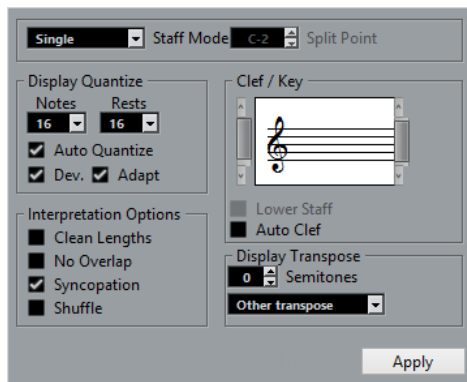 Single Staff Mode C-2 Split Point
Display Quantize
Notes Rests
16 16
Auto Quantize
Dev. Adapt
Interpretation Options
Clean Lengths
No Overlap
Syncopation
Shuffle
Clef / Key
Lower Staff
Auto Clef
Display Transpose
0 Semitones
Other transpose
Apply